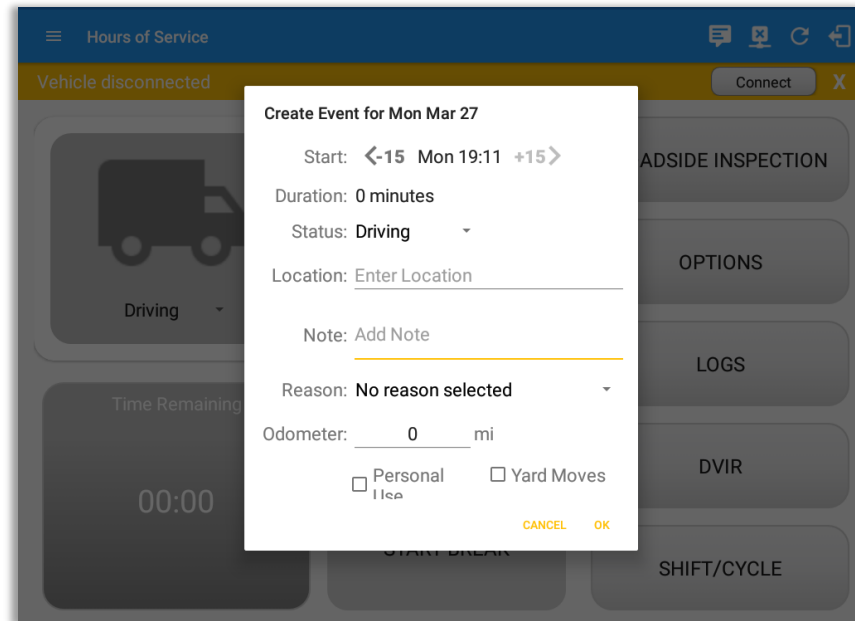 Hours of Service
Vehicle disconnected
Connect
X
Create Event for Mon Mar 27
Start: -15 Mon 19:11 +15
Duration: 0 minutes
Status: Driving
Location: Enter Location
Note: Add Note
Reason: No reason selected
Odometer: 0 mi
Personal Use
Yard Moves
CANCEL
OK
Driving
Time Remaining
00:00
START BREAK
ADSIDE INSPECTION
OPTIONS
LOGS
DVIR
SHIFT/CYCLE